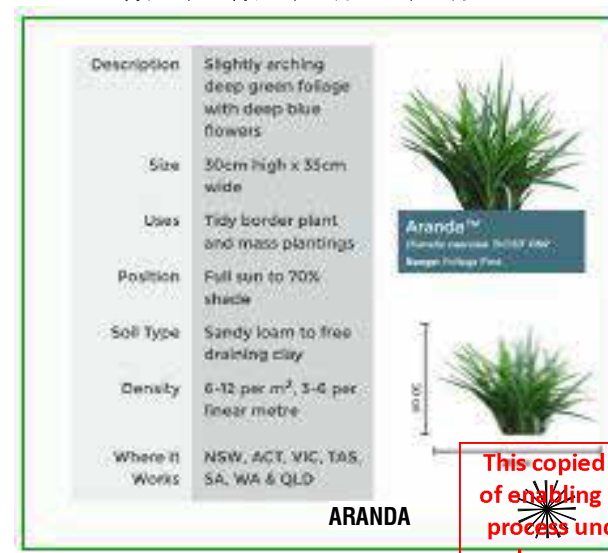 Description Slightly arching
deep green foliage
with deep blue
flowers
Size 30cm high x 35cm
wide
Uses Tidy border plant
and mass plantings
Position Full sun to 70%
shade
Soil Type Sandy loam to free
draining clay
Density 6-12 per m², 3-6 per
linear metre
Where it NSW, ACT, VIC, TAS,
Works SA, WA & QLD
Aranda™
Range: Foliage Fine
30 cm
ARANDA
This copied
of enabling
process und